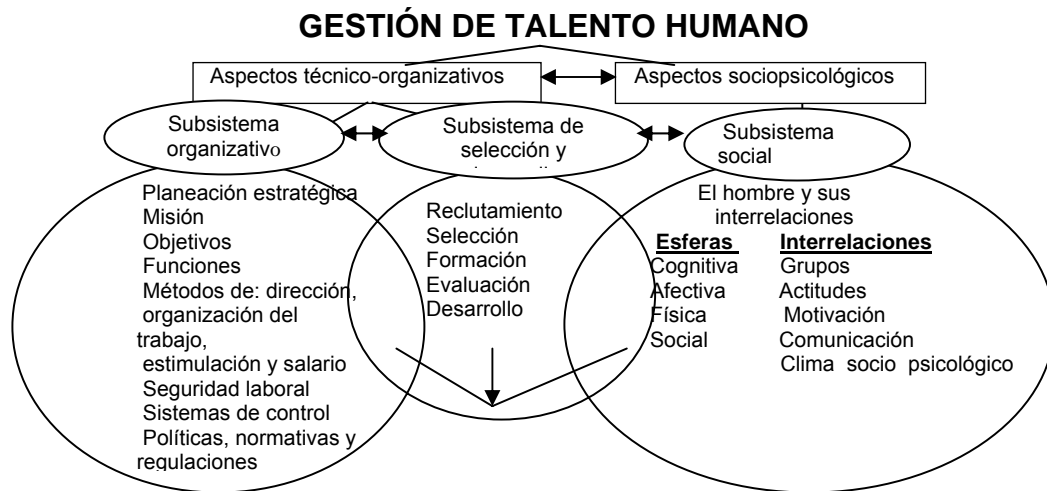 GESTIÓN DE TALENTO HUMANO
Aspectos técnico-organizativos
Aspectos sociopsicológicos
Subsistema
organizativo
Subsistema de
selección y
Subsistema
social
Planeación estratégica
Misión
Objetivos
Funciones
Métodos de: dirección,
organización del
trabajo,
estimulación y salario
Seguridad laboral
Sistemas de control
Políticas, normativas y
regulaciones
Reclutamiento
Selección
Formación
Evaluación
Desarrollo
El hombre y sus
interrelaciones
Esferas Interrelaciones
Cognitiva Grupos
Afectiva Actitudes
Física Motivación
Social Comunicación
Clima socio psicológico